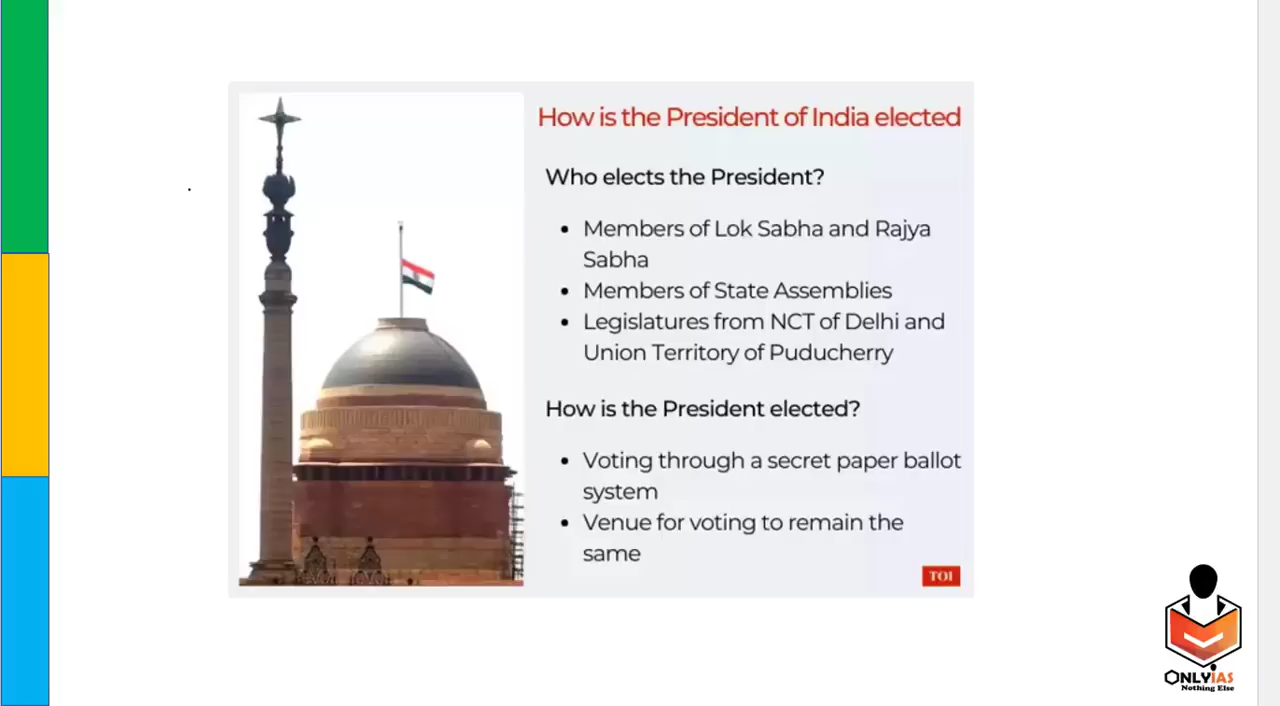 How is the President of India elected
Who elects the President?
• Members of Lok Sabha and Rajya
Sabha
• Members of State Assemblies
• Legislatures from NCT of Delhi and
Union Territory of Puducherry
How is the President elected?
• Voting through a secret paper ballot
system
• Venue for voting to remain the
same
TOI
ONLYIAS
Nothing Else